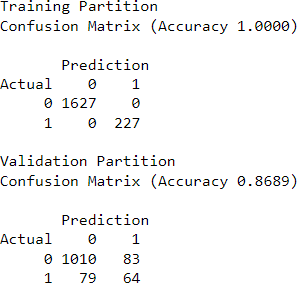 Training Partition
Confusion Matrix (Accuracy 1.0000)
Prediction
Actual 0 1
0 1627 0
1 0 227
Validation Partition
Confusion Matrix (Accuracy 0.8689)
Prediction
Actual 0 1
0 1010 83
1 79 64